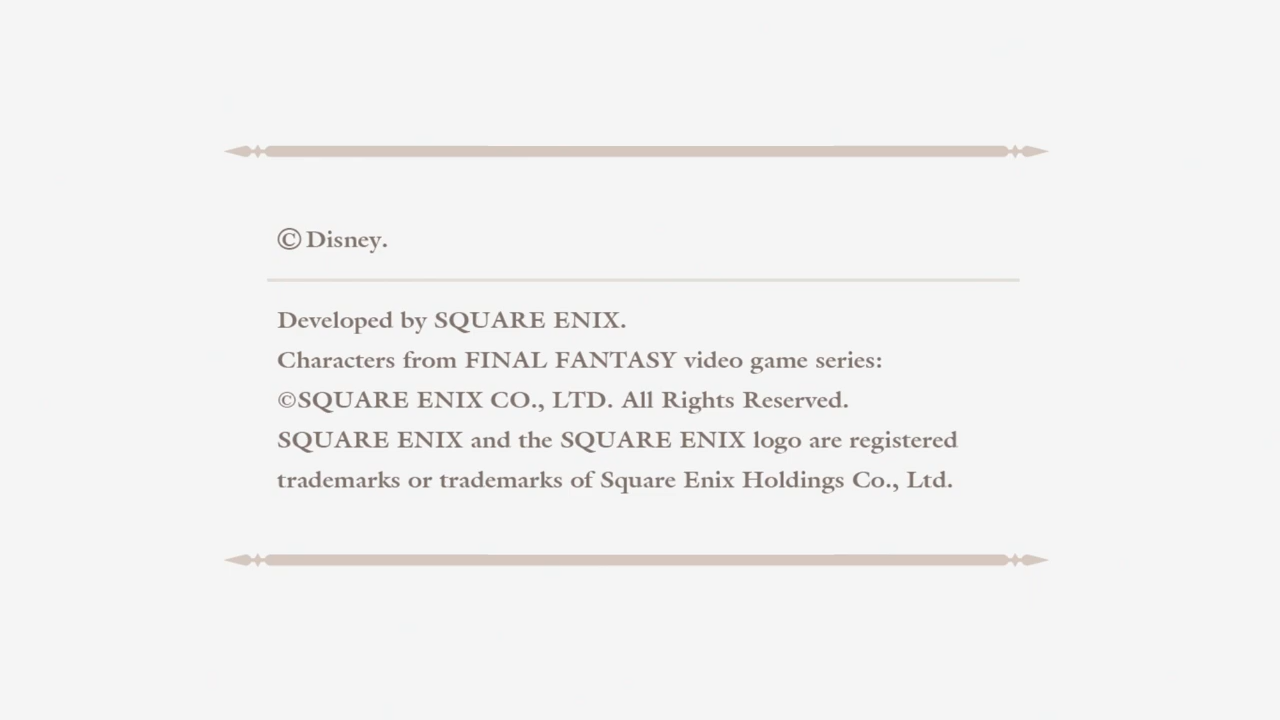 © Disney.
Developed by SQUARE ENIX.
Characters from FINAL FANTASY video game series:
©SQUARE ENIX CO., LTD. All Rights Reserved.
SQUARE ENIX and the SQUARE ENIX logo are registered
trademarks or trademarks of Square Enix Holdings Co., Ltd.